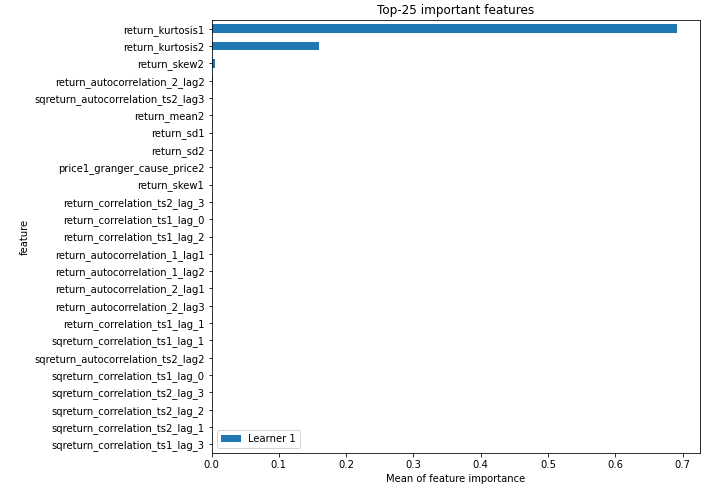 Top-25 important features
return_kurtosis1
return_kurtosis2
return_skew2
return_autocorrelation_2_lag2
sqreturn_autocorrelation_ts2_lag3
return_mean2
return_sd1
return_sd2
price1_granger_cause_price2
return_skew1
return_correlation_ts2_lag_3
return_correlation_ts1_lag_0
return_correlation_ts1_lag_2
return_autocorrelation_1_lag1
return_autocorrelation_1_lag2
return_autocorrelation_2_lag1
return_autocorrelation_2_lag3
return_correlation_ts1_lag_1
sqreturn_correlation_ts1_lag_1
sqreturn_autocorrelation_ts2_lag2
sqreturn_correlation_ts1_lag_0
sqreturn_correlation_ts2_lag_3
sqreturn_correlation_ts2_lag_2
sqreturn_correlation_ts2_lag_1
sqreturn_correlation_ts1_lag_3
feature
Learner 1
0.0 0.1 0.2 0.3 0.4 0.5 0.6 0.7
Mean of feature importance